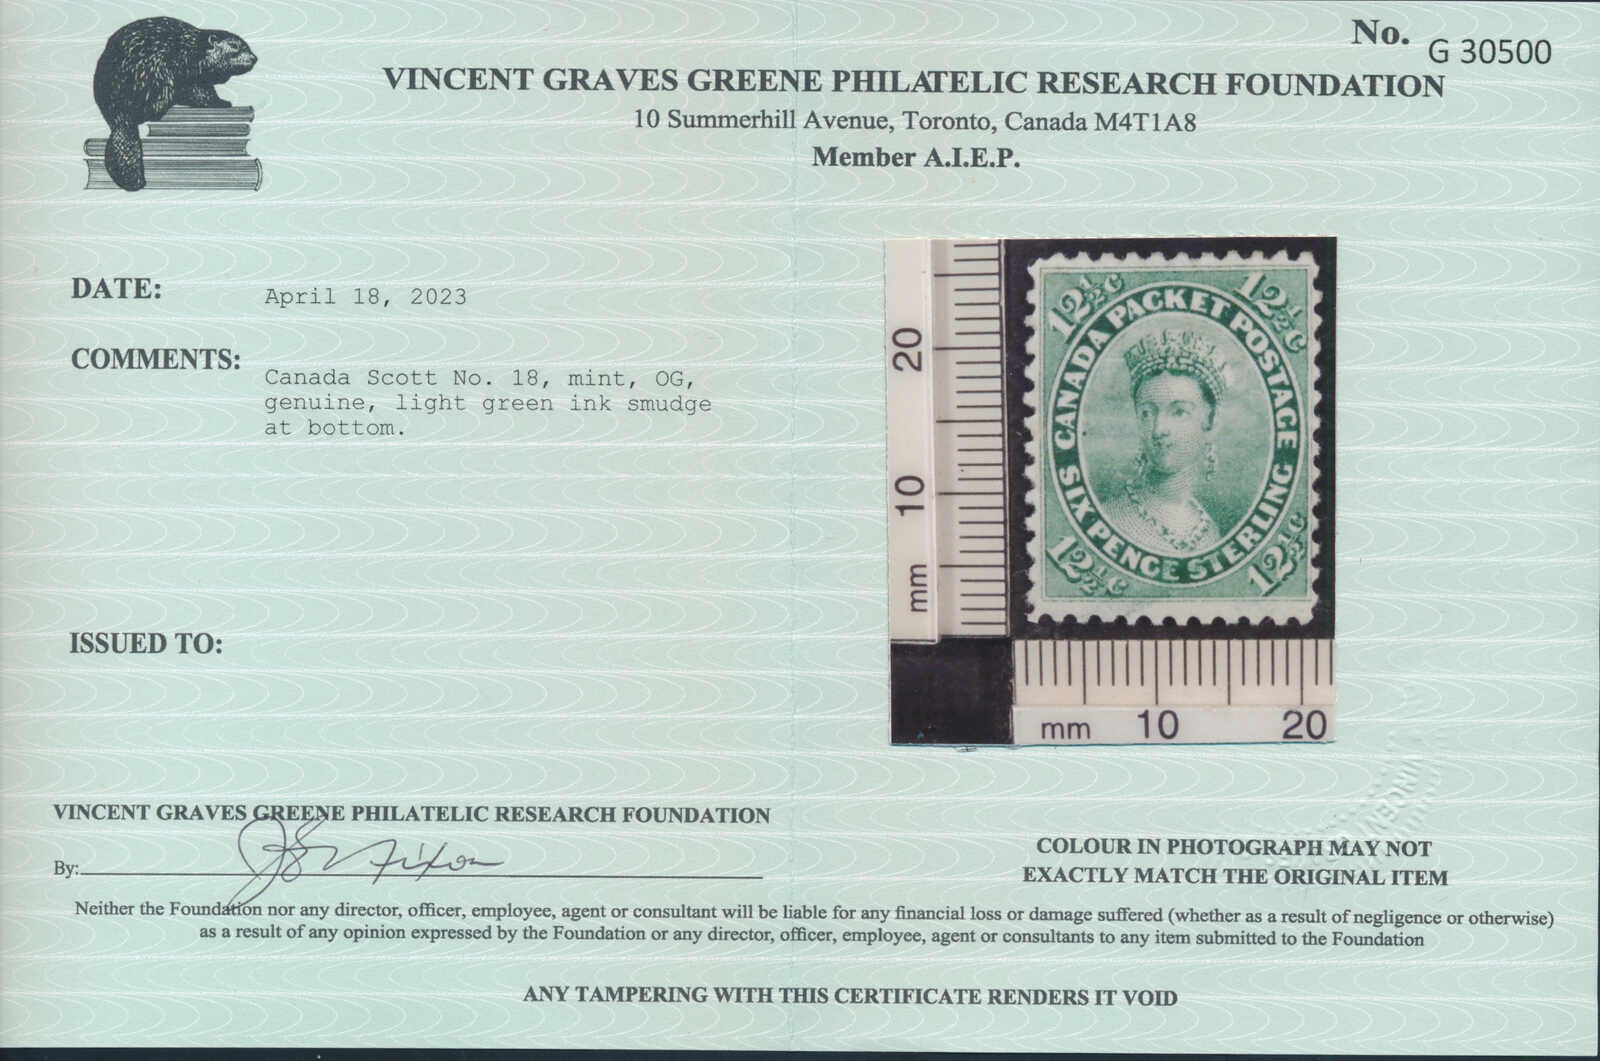 No. G 30500
VINCENT GRAVES GREENE PHILATELIC RESEARCH FOUNDATION
10 Summerhill Avenue, Toronto, Canada M4T1A8
Member A.I.E.P.
DATE: April 18, 2023
COMMENTS: Canada Scott No. 18, mint, OG,
genuine, light green ink smudge
at bottom.
20
10
mm
12½c 12½c
CANADA PACKET POSTAGE
SIX PENCE STERLING
12½c 12½c
mm 10 20
ISSUED TO:
VINCENT GRAVES GREENE PHILATELIC RESEARCH FOUNDATION
By:
COLOUR IN PHOTOGRAPH MAY NOT
EXACTLY MATCH THE ORIGINAL ITEM
Neither the Foundation nor any director, officer, employee, agent or consultant will be liable for any financial loss or damage suffered (whether as a result of negligence or otherwise)
as a result of any opinion expressed by the Foundation or any director, officer, employee, agent or consultants to any item submitted to the Foundation
ANY TAMPERING WITH THIS CERTIFICATE RENDERS IT VOID